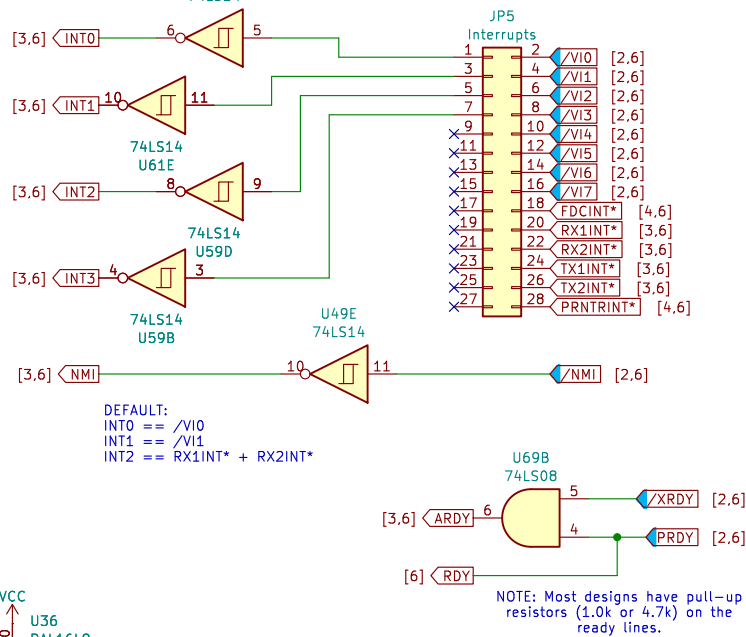 JP5
Interrupts
[3,6] INT0 6 5
1 2 /VI0 [2,6]
3 4 /VI1 [2,6]
5 6 /VI2 [2,6]
7 8 /VI3 [2,6]
9 10 /VI4 [2,6]
11 12 /VI5 [2,6]
13 14 /VI6 [2,6]
15 16 /VI7 [2,6]
17 18 FDCINT* [4,6]
19 20 RX1INT* [3,6]
21 22 RX2INT* [3,6]
23 24 TX1INT* [3,6]
25 26 TX2INT* [3,6]
27 28 PRNTRINT* [4,6]
[3,6] INT1 10 11
74LS14
U61E
[3,6] INT2 8 9
74LS14
U59D
[3,6] INT3 4 3
74LS14
U59B
U49E
74LS14
[3,6] NMI 10 11 /NMI [2,6]
DEFAULT:
INT0 == /VI0
INT1 == /VI1
INT2 == RX1INT* + RX2INT*
U69B
74LS08
5 /XRDY [2,6]
[3,6] ARDY 6
4 PRDY [2,6]
[6] RDY
NOTE: Most designs have pull-up
resistors (1.0k or 4.7k) on the
ready lines.
VCC
U36